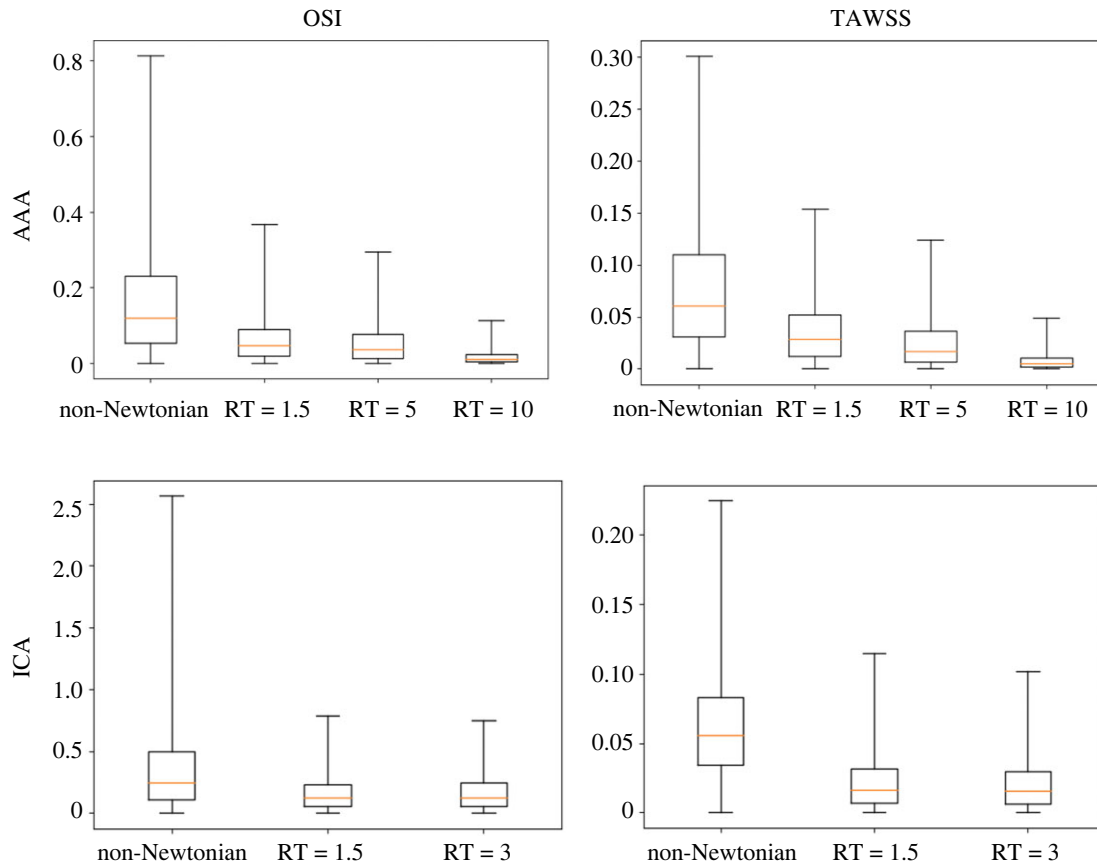 OSI
TAWSS
AAA
0.8
0.6
0.4
0.2
0
non-Newtonian RT = 1.5 RT = 5 RT = 10
0.30
0.25
0.20
0.15
0.10
0.05
0
non-Newtonian RT = 1.5 RT = 5 RT = 10
ICA
2.5
2.0
1.5
1.0
0.5
0
non-Newtonian RT = 1.5 RT = 3
0.20
0.15
0.10
0.05
0
non-Newtonian RT = 1.5 RT = 3